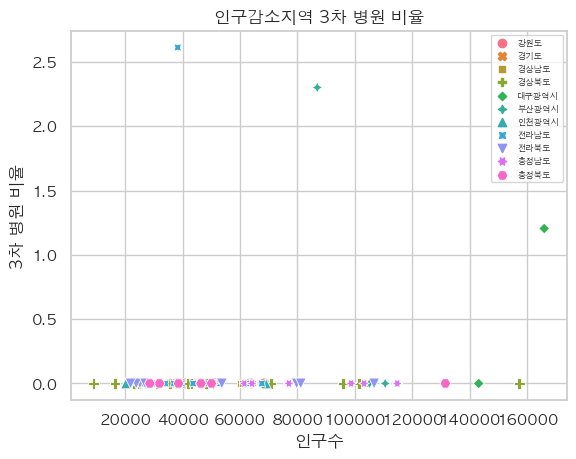 인구감소지역 3차 병원 비율
3차 병원 비율
2.5
2.0
1.5
1.0
0.5
0.0
강원도
경기도
경상남도
경상북도
대구광역시
부산광역시
인천광역시
전라남도
전라북도
충청남도
충청북도
20000 40000 60000 80000 100000 120000 140000 160000
인구수